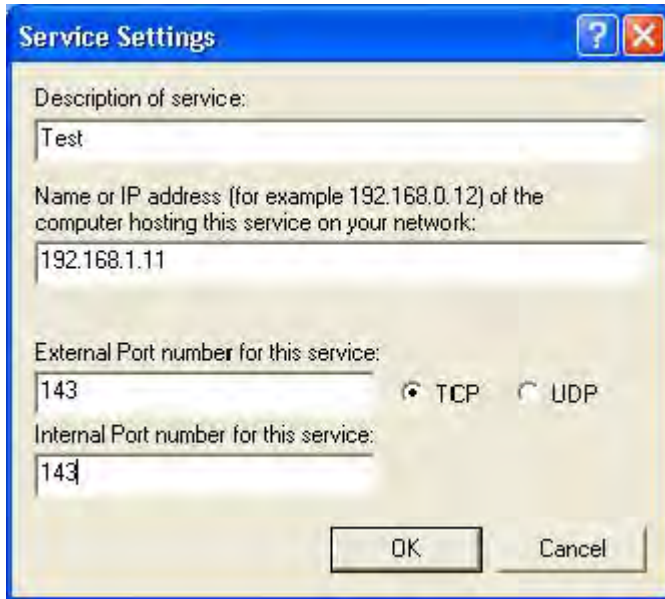 Service Settings
Description of service:
Test
Name or IP address (for example 192.168.0.12) of the
computer hosting this service on your network:
192.168.1.11
External Port number for this service:
143
TCP
UDP
Internal Port number for this service:
143
OK
Cancel